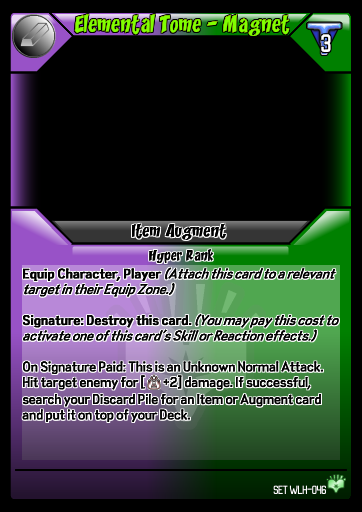 Elemental Tome - Magnet
3
Item Augment
Hyper Rank
Equip Character, Player (Attach this card to a relevant
target in their Equip Zone.)
Signature: Destroy this card. (You may pay this cost to
activate one of this card's Skill or Reaction effects.)
On Signature Paid: This is an Unknown Normal Attack.
Hit target enemy for [ +2] damage. If successful,
search your Discard Pile for an Item or Augment card
and put it on top of your Deck.
SET WLH-046